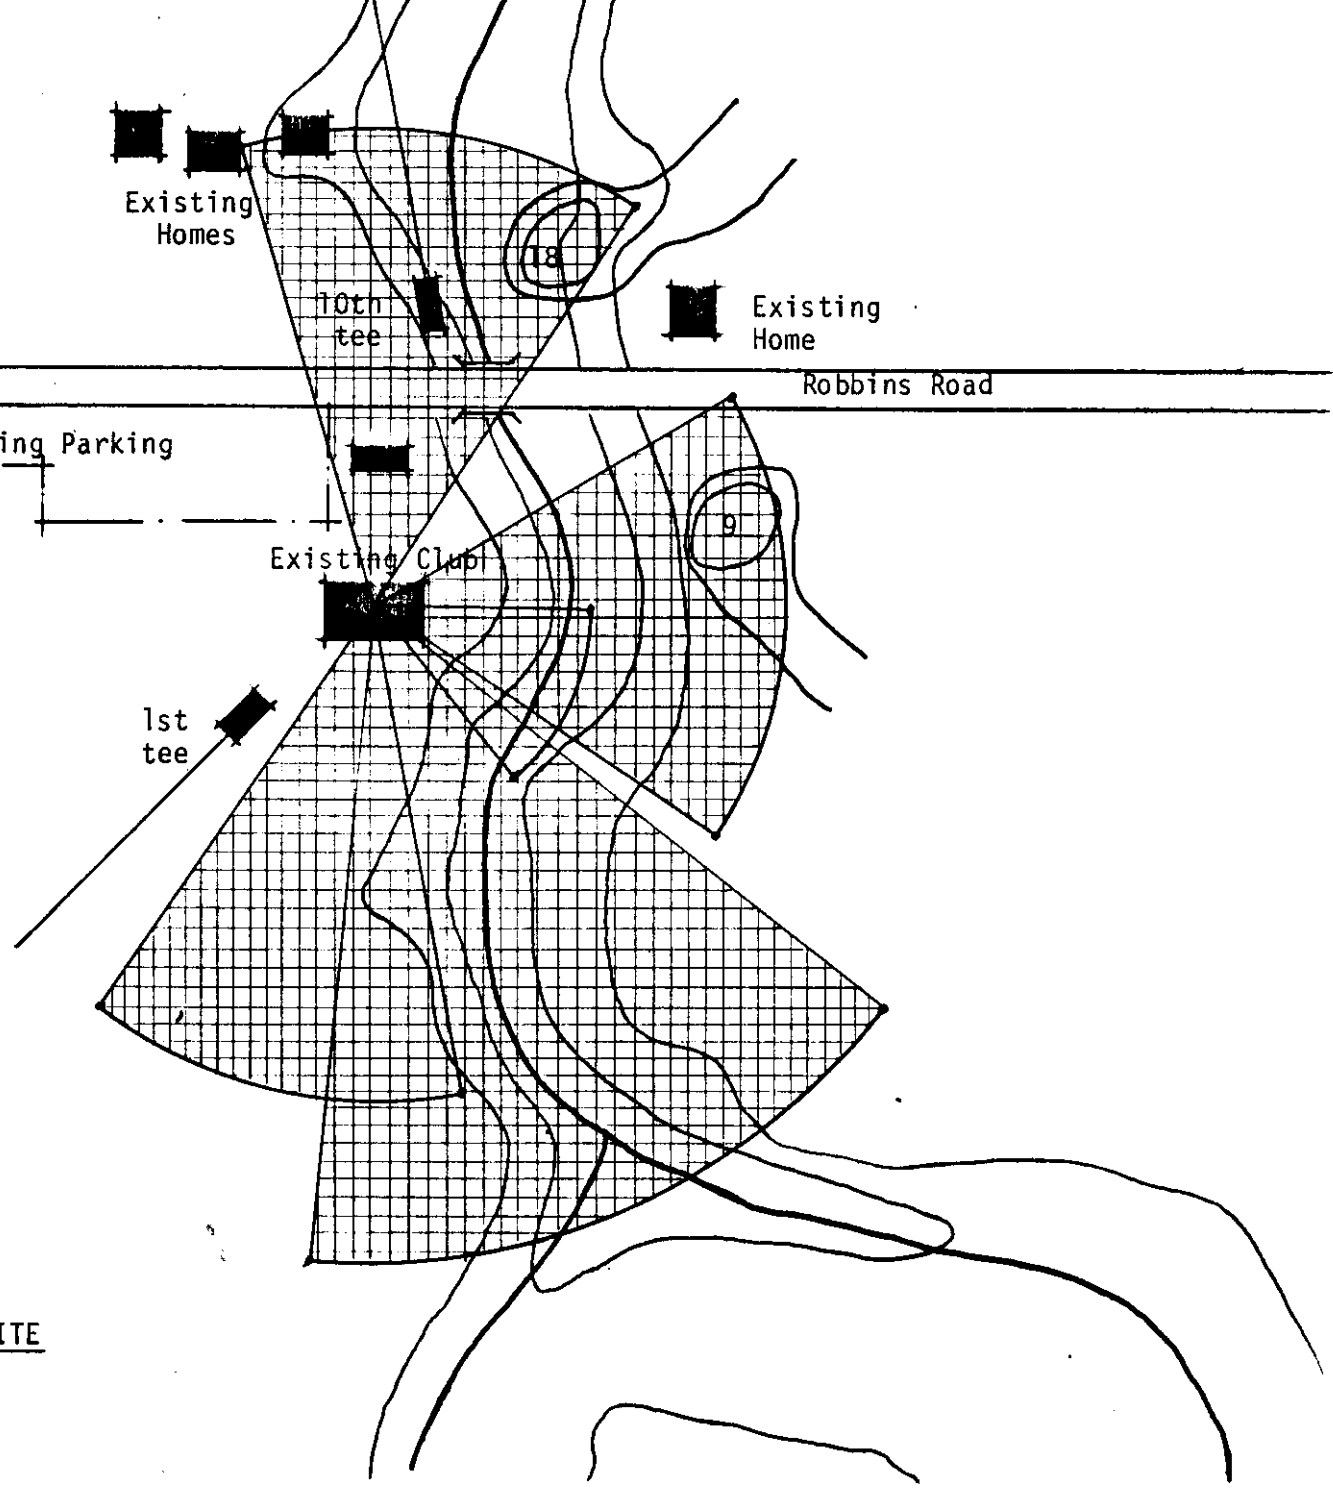 Existing
Homes
18
10th
tee
Existing
Home
Robbins Road
ing Parking
9
Existing Club
1st
tee
ITE